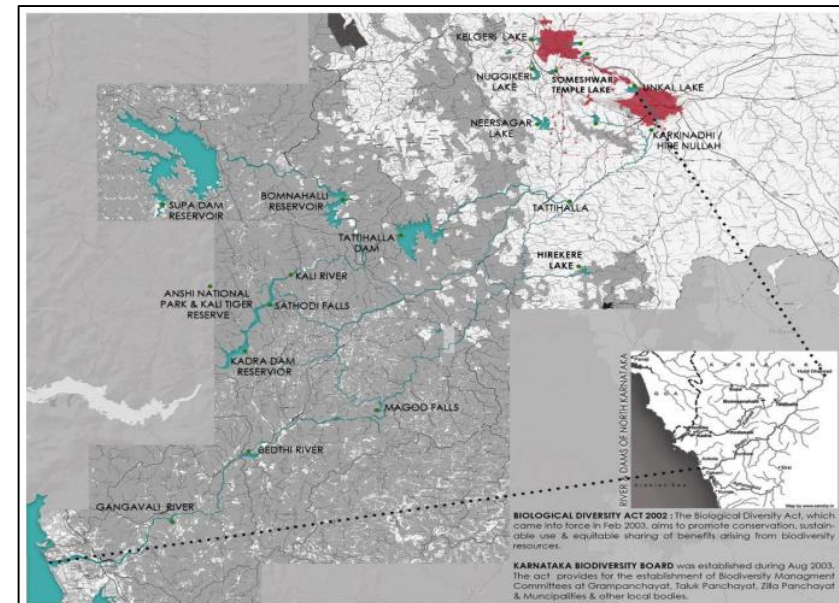 KELGERI LAKE
NUGGIKERI
LAKE
SOMESHWAR
TEMPLE LAKE
UNKAL LAKE
NEERSAGAR
LAKE
KARKINADHI /
HIRE NULLAH
SUPA DAM
RESERVOIR
BOMNAHALLI
RESERVOIR
TATTIHALLA
TATTIHALLA
DAM
HIREKERE
LAKE
KALI RIVER
ANSHI NATIONAL
PARK & KALI TIGER
RESERVE
SATHODI FALLS
KADRA DAM
RESERVIOR
MAGOD FALLS
BEDTHI RIVER
GANGAVALI RIVER
RIVER & DAMS OF NORTH KARNATAKA
BIOLOGICAL DIVERSITY ACT 2002 : The Biological Diversity Act, which
came into force in Feb 2003, aims to promote conservation, sustain-
able use & equitable sharing of benefits arising from biodiversity
resources.
KARNATAKA BIODIVERSITY BOARD was established during Aug 2003.
The act provides for the establishment of Biodiversity Managment
Committees at Grampanchayat, Taluk Panchayat, Zilla Panchayat
& Muncipalities & other local bodies.